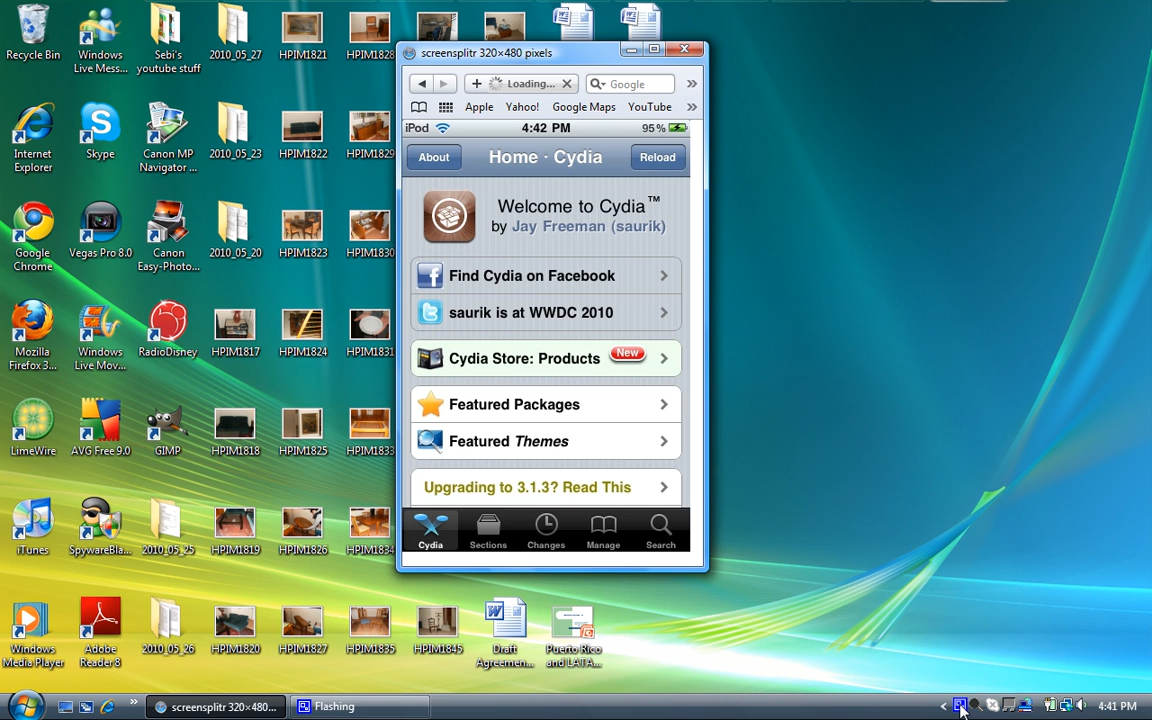 screensplitr 320×480 pixels
Loading...
Google
Apple Yahoo! Google Maps YouTube
iPod 4:42 PM 95%
About Home · Cydia Reload
Welcome to Cydia™
by Jay Freeman (saurik)
Find Cydia on Facebook
saurik is at WWDC 2010
Cydia Store: Products New
Featured Packages
Featured Themes
Upgrading to 3.1.3? Read This
Cydia Sections Changes Manage Search
Recycle Bin
Windows
Live Mess...
Sebi's
youtube stuff
2010_05_27
HPIM1821
HPIM1828
Internet
Explorer
Skype
Canon MP
Navigator ...
2010_05_23
HPIM1822
HPIM1829
Google
Chrome
Vegas Pro 8.0
Canon
Easy-Photo...
2010_05_20
HPIM1823
HPIM1830
Mozilla
Firefox 3...
Windows
Live Mov...
RadioDisney
HPIM1817
HPIM1824
HPIM1831
LimeWire
AVG Free 9.0
GIMP
HPIM1818
HPIM1825
HPIM1833
iTunes
SpywareBla...
2010_05_25
HPIM1819
HPIM1826
HPIM1834
Windows
Media Player
Adobe
Reader 8
2010_05_26
HPIM1820
HPIM1827
HPIM1835
HPIM1845
Draft
Agreemen...
Puerto Rico
and LATA...
screensplitr 320×480...
Flashing
4:41 PM